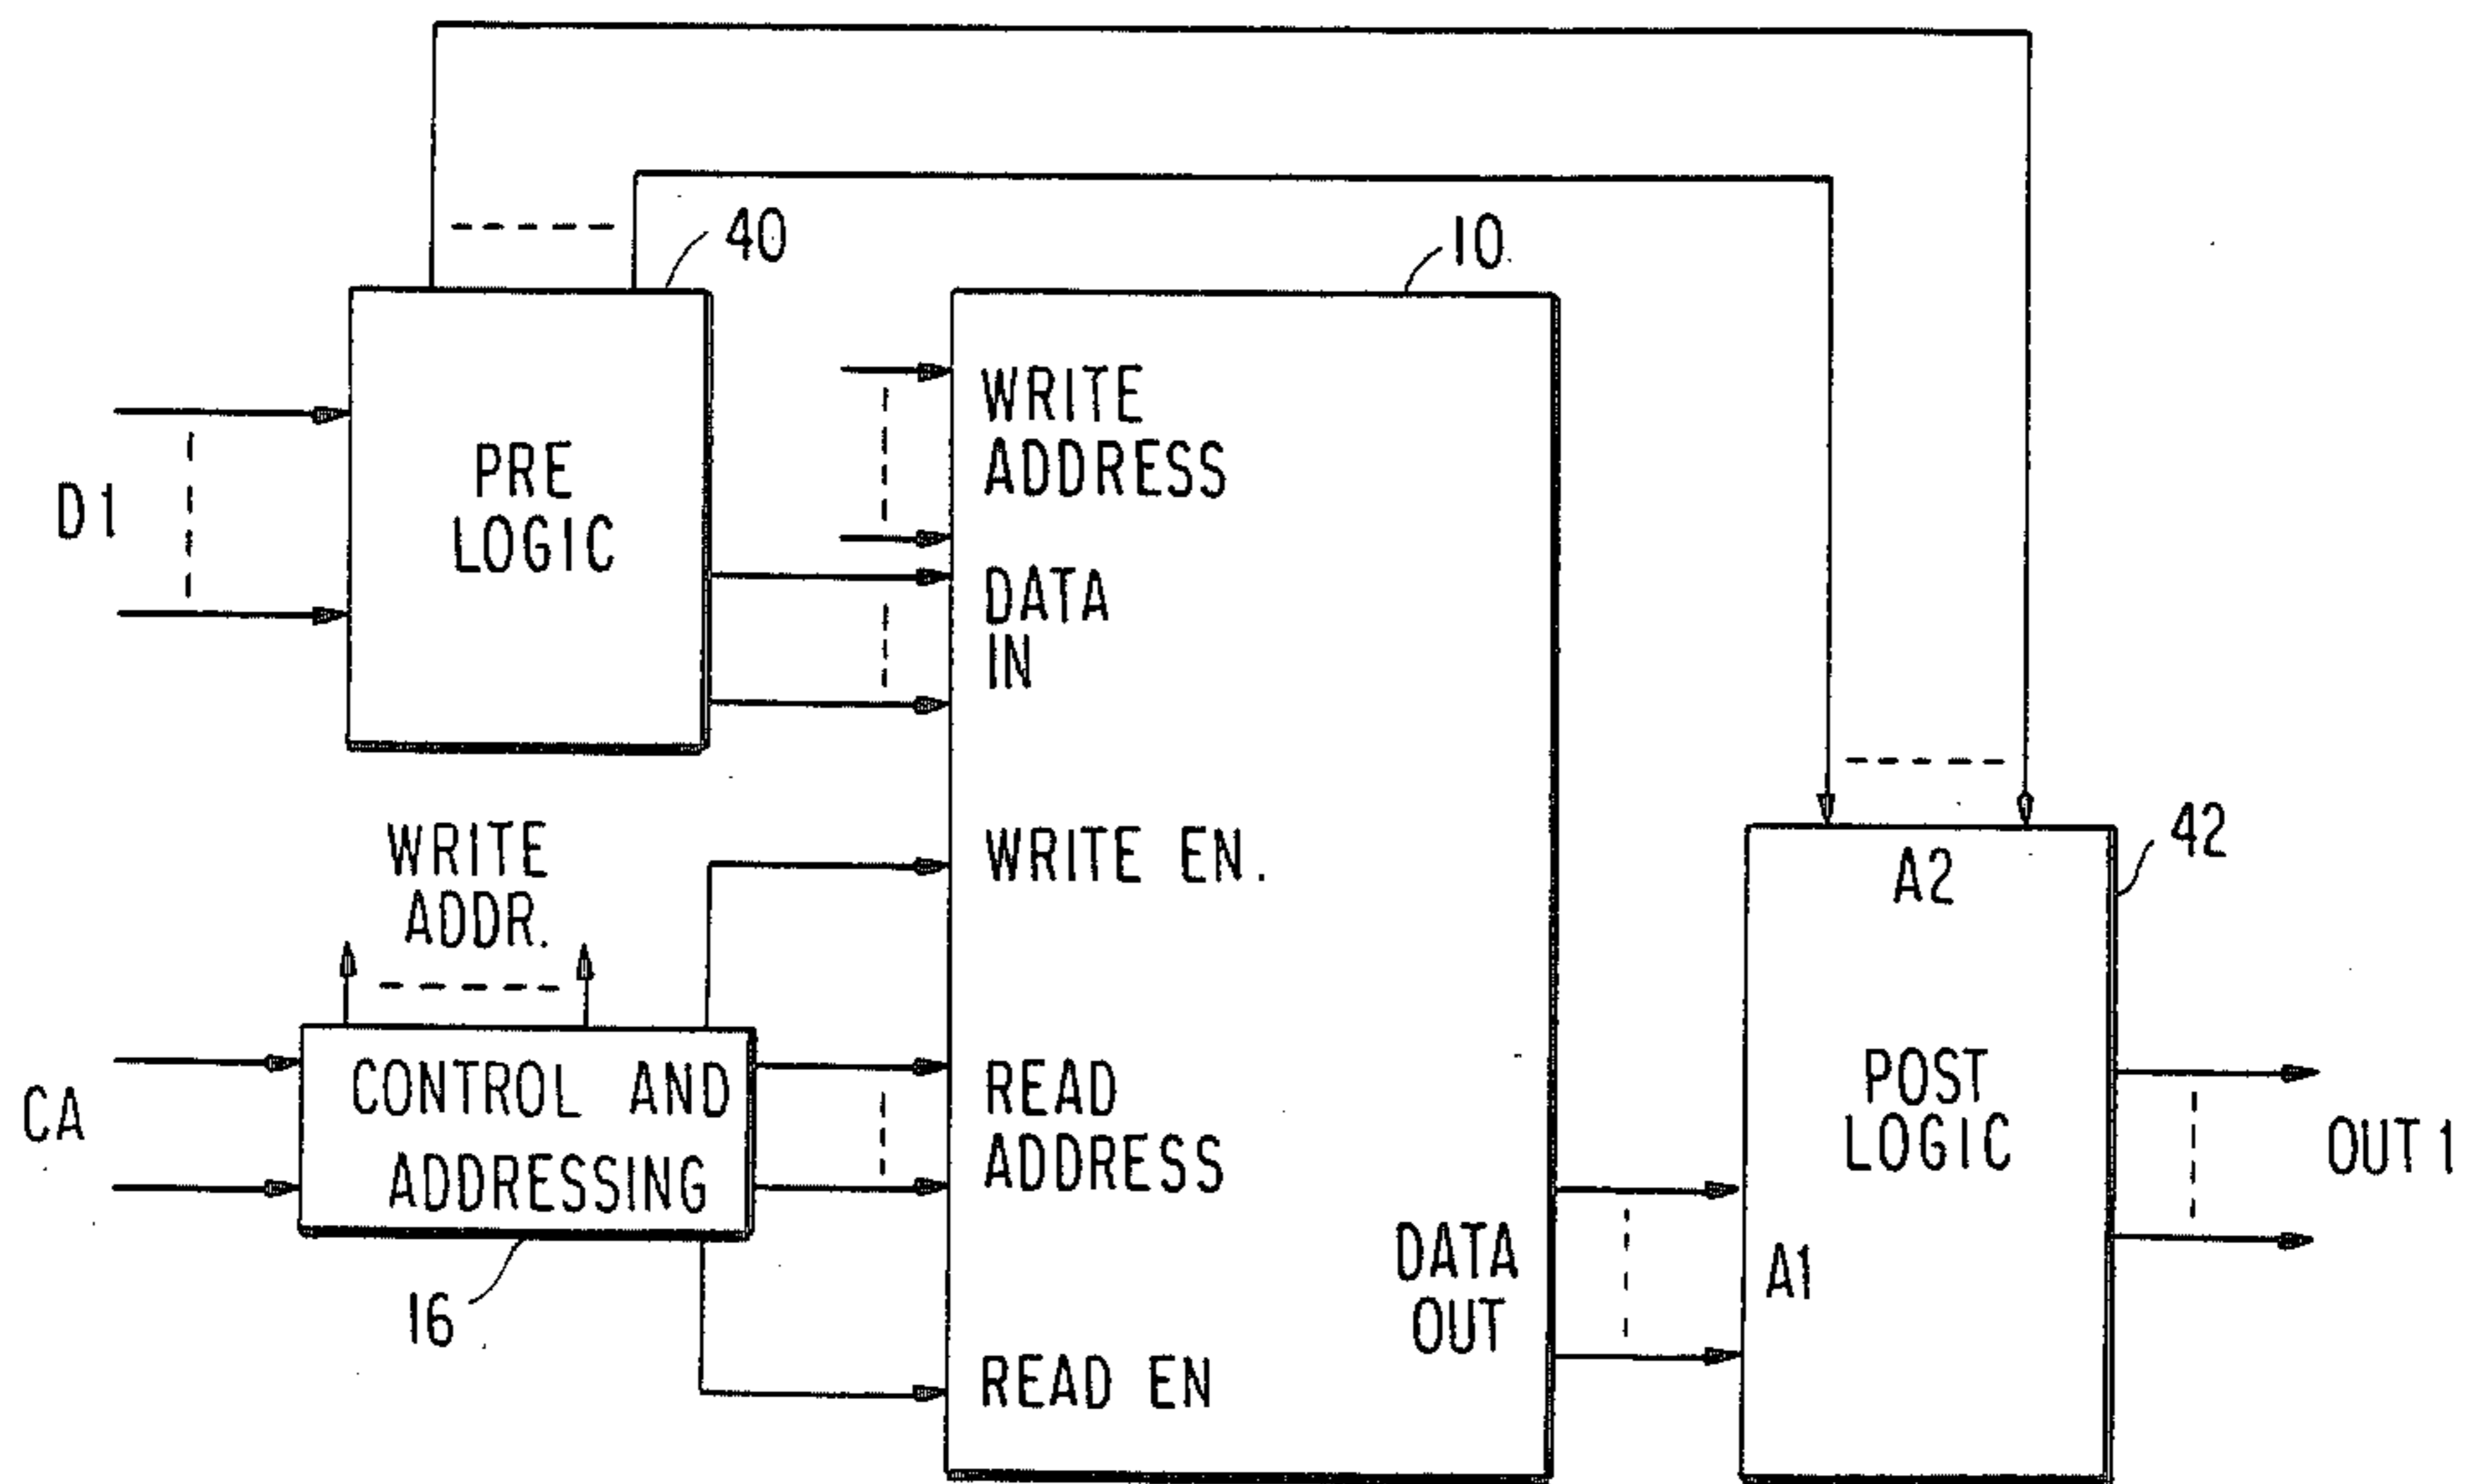 40
10
WRITE
ADDRESS
PRE
LOGIC
D1
DATA
IN
WRITE
ADDR.
WRITE EN.
42
A2
CA
CONTROL AND
ADDRESSING
READ
ADDRESS
POST
LOGIC
OUT 1
16
DATA
OUT
A1
READ EN